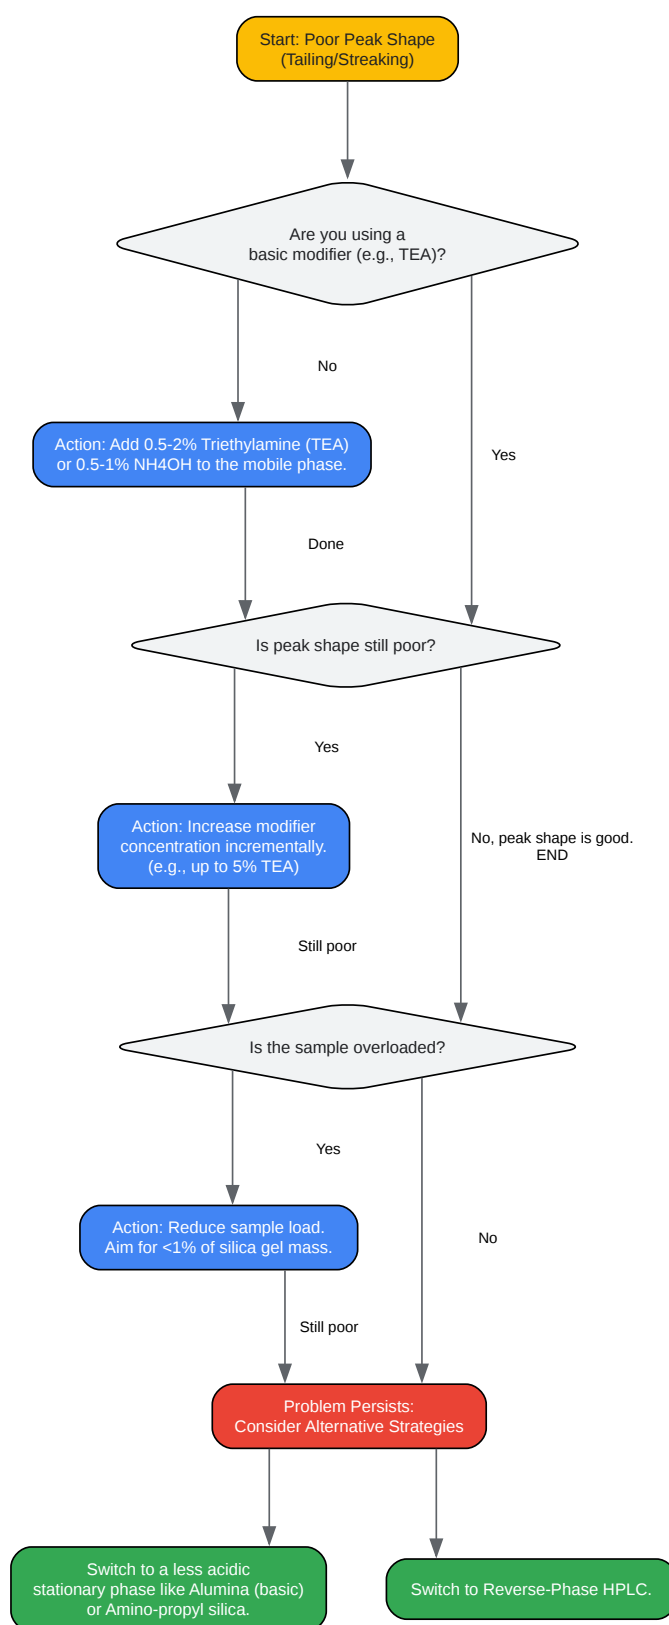 Start: Poor Peak Shape
(Tailing/Streaking)
Are you using a
basic modifier (e.g., TEA)?
No
Action: Add 0.5-2% Triethylamine (TEA)
or 0.5-1% NH4OH to the mobile phase.
Yes
Done
Is peak shape still poor?
Yes
Action: Increase modifier
concentration incrementally.
(e.g., up to 5% TEA)
No, peak shape is good.
END
Still poor
Is the sample overloaded?
Yes
Action: Reduce sample load.
Aim for <1% of silica gel mass.
No
Still poor
Problem Persists:
Consider Alternative Strategies
Switch to a less acidic
stationary phase like Alumina (basic)
or Amino-propyl silica.
Switch to Reverse-Phase HPLC.